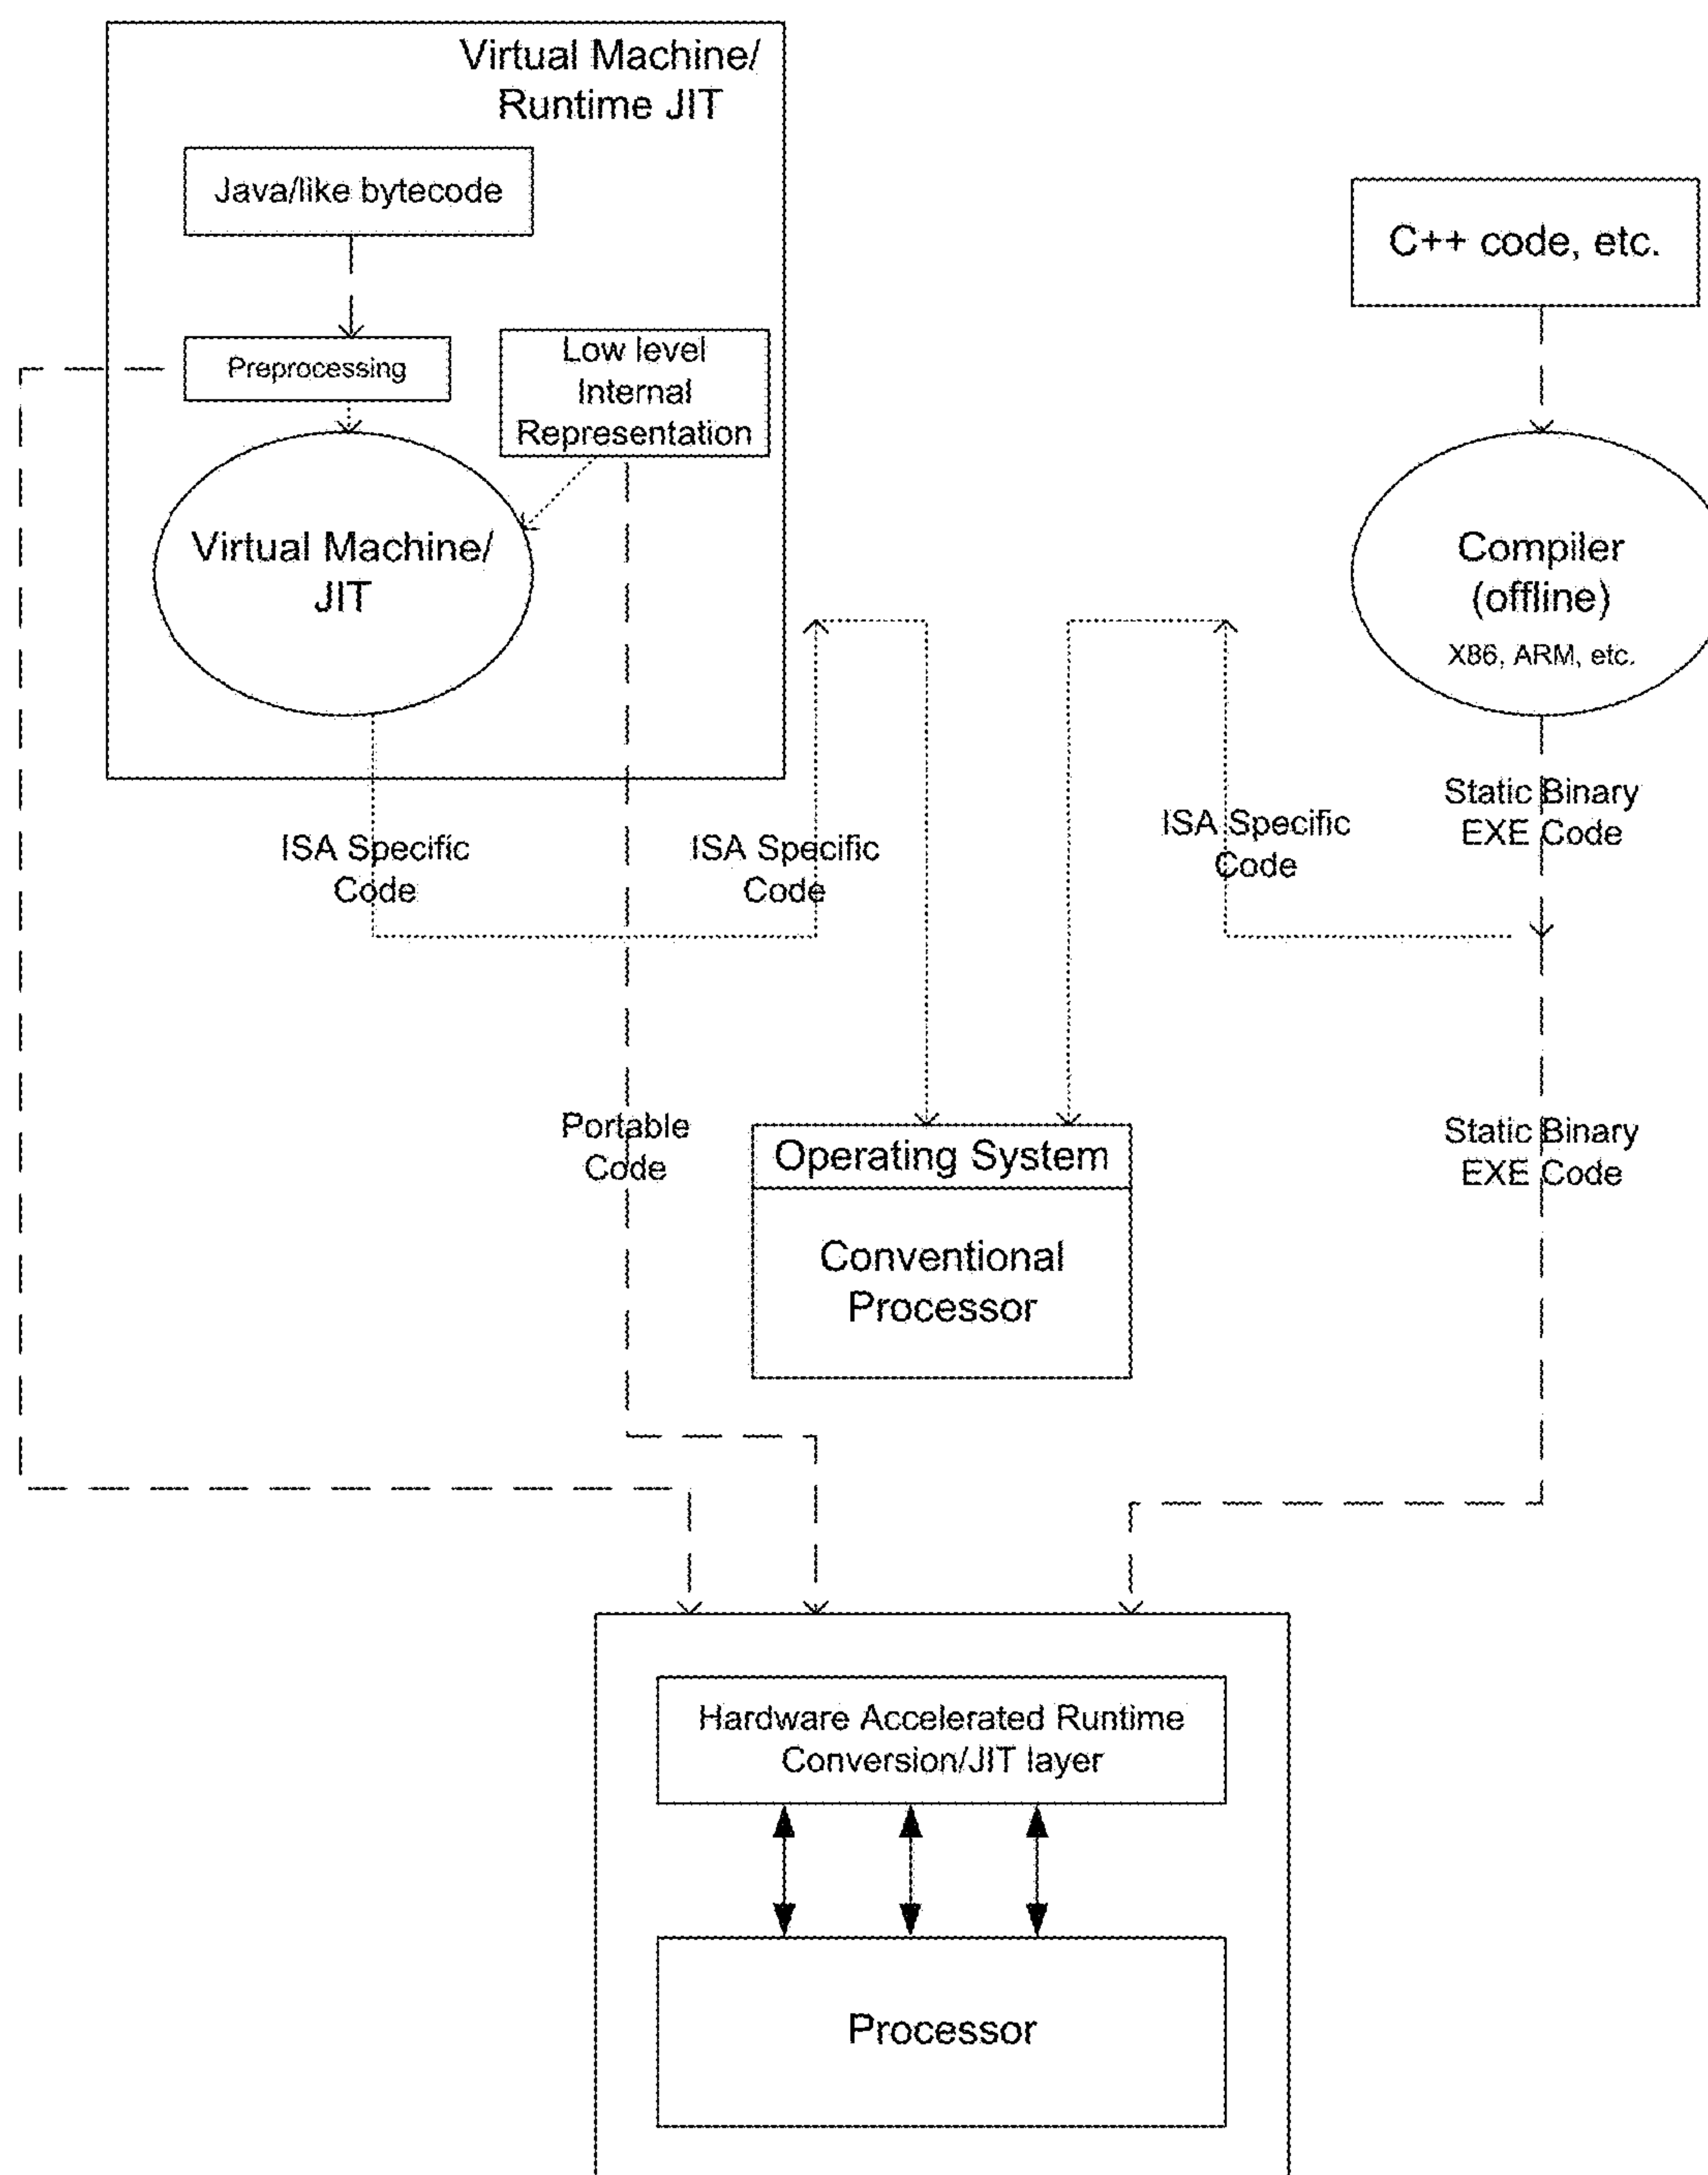 Virtual Machine/
Runtime JIT
Java/like bytecode
C++ code, etc.
Preprocessing
Low level
Internal
Representation
Virtual Machine/
JIT
Compiler
(offline)
X86, ARM, etc.
Static Binary
EXE Code
ISA Specific
Code
ISA Specific
Code
ISA Specific
Code
Portable
Code
Static Binary
EXE Code
Operating System
Conventional
Processor
Hardware Accelerated Runtime
Conversion/JIT layer
Processor